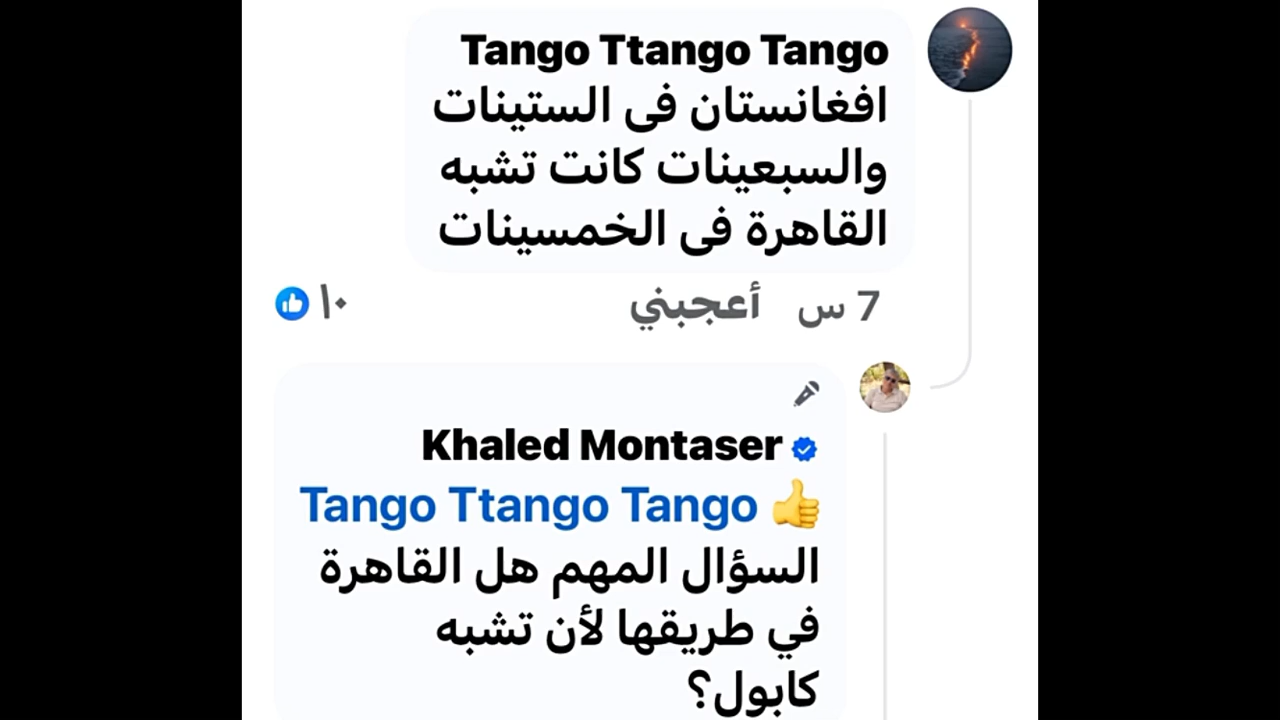 Tango Ttango Tango
افغانستان فى الستينات
والسبعينات كانت تشبه
القاهرة فى الخمسينات
7 س أعجبني ١٠
Khaled Montaser
Tango Ttango Tango 👍
السؤال المهم هل القاهرة
في طريقها لأن تشبه
كابول؟